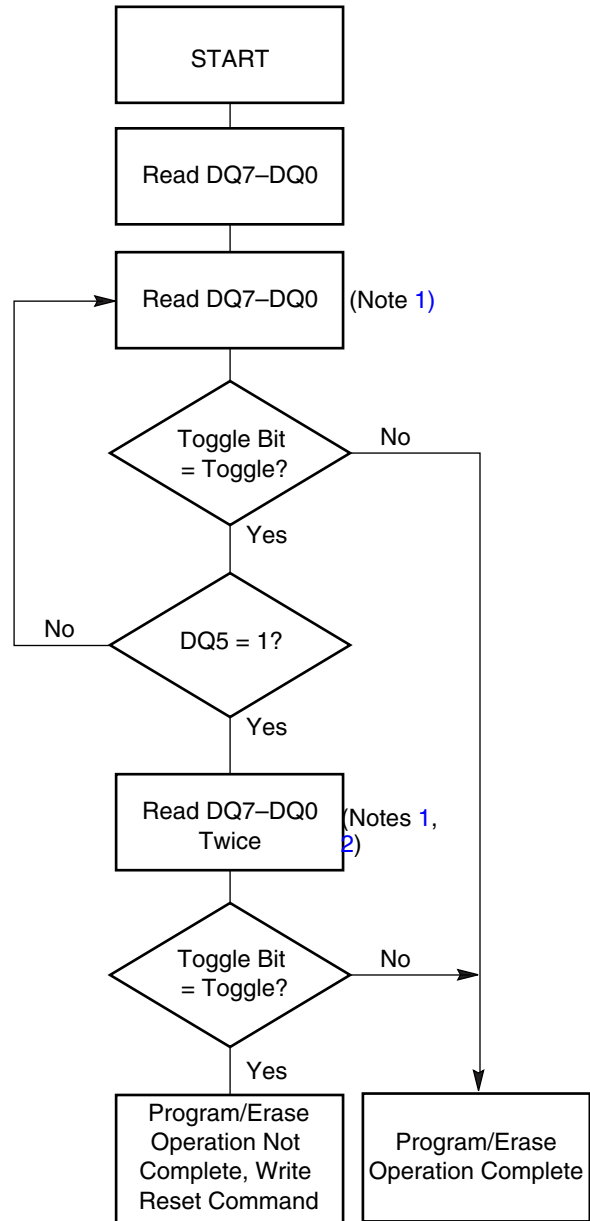 START
Read DQ7–DQ0
Read DQ7–DQ0 (Note 1)
Toggle Bit
= Toggle?
No
Yes
No
DQ5 = 1?
Yes
Read DQ7–DQ0
Twice
(Notes 1,
2)
Toggle Bit
= Toggle?
No
Yes
Program/Erase
Operation Not
Complete, Write
Reset Command
Program/Erase
Operation Complete